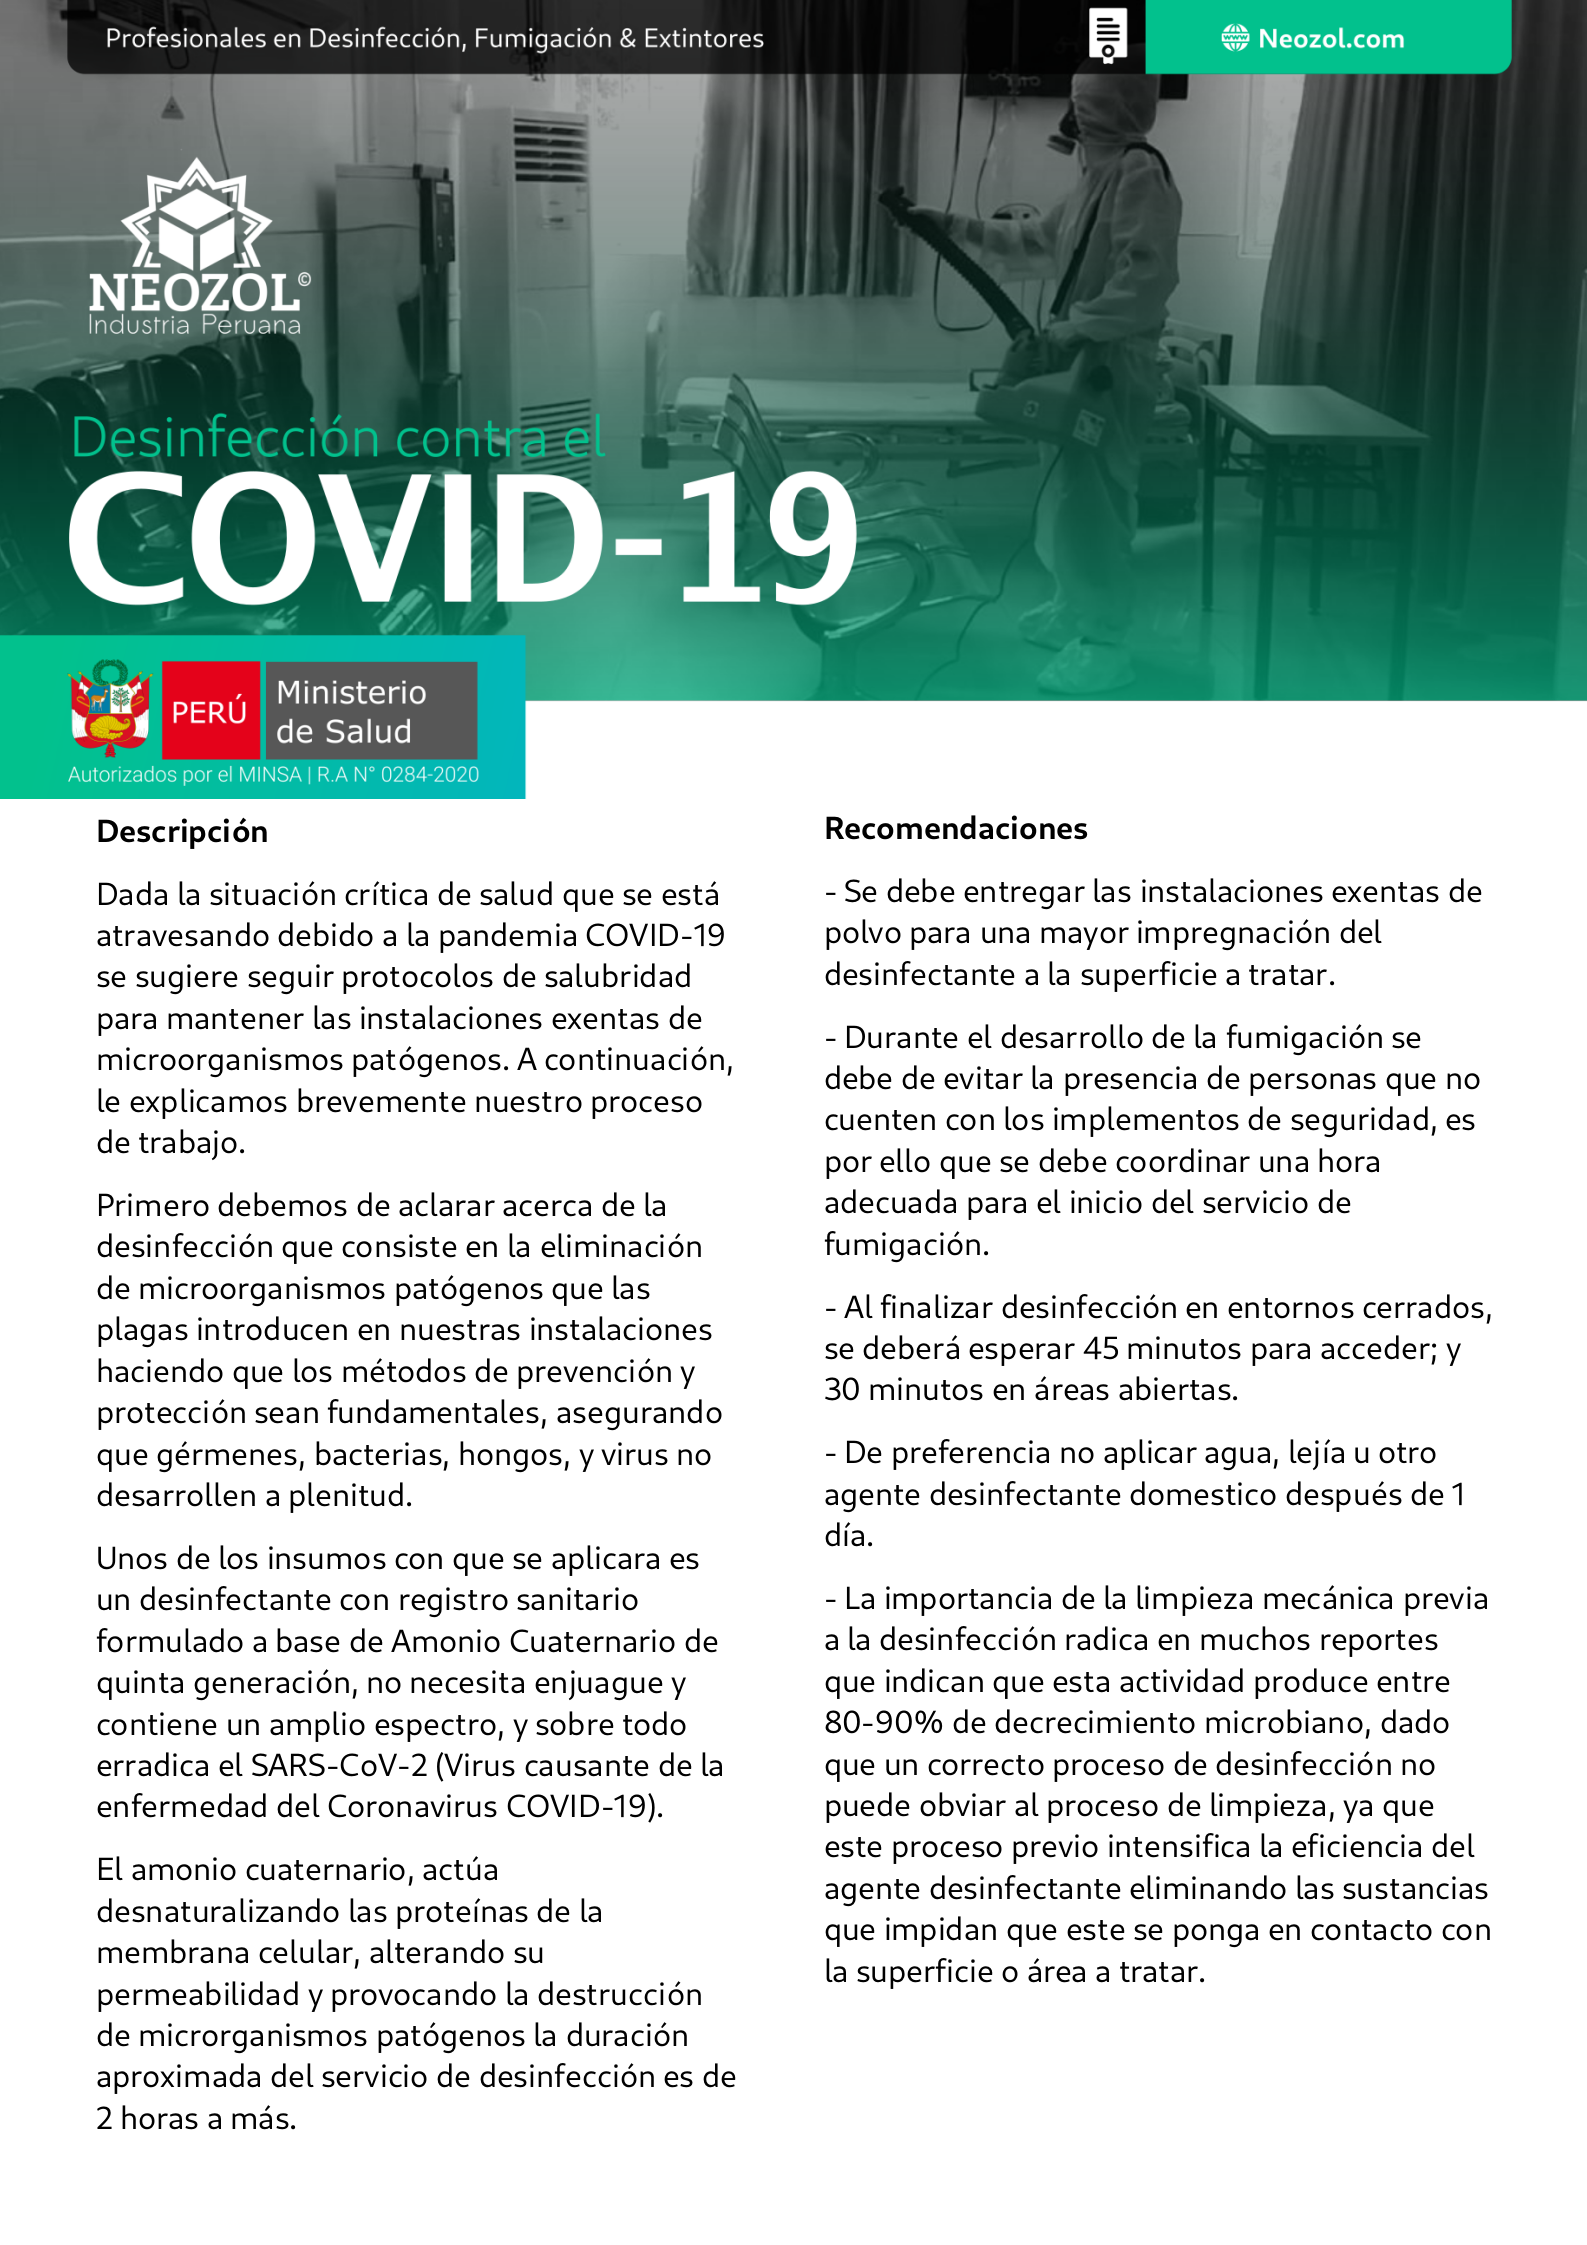 Profesionales en Desinfección, Fumigación & Extintores
www Neozol.com
NEOZOL©
Industria Peruana
Desinfección contra el
COVID-19
PERÚ
Ministerio
de Salud
Autorizados por el MINSA | R.A N° 0284-2020
Descripción
Dada la situación crítica de salud que se está
atravesando debido a la pandemia COVID-19
se sugiere seguir protocolos de salubridad
para mantener las instalaciones exentas de
microorganismos patógenos. A continuación,
le explicamos brevemente nuestro proceso
de trabajo.
Primero debemos de aclarar acerca de la
desinfección que consiste en la eliminación
de microorganismos patógenos que las
plagas introducen en nuestras instalaciones
haciendo que los métodos de prevención y
protección sean fundamentales, asegurando
que gérmenes, bacterias, hongos, y virus no
desarrollen a plenitud.
Unos de los insumos con que se aplicara es
un desinfectante con registro sanitario
formulado a base de Amonio Cuaternario de
quinta generación, no necesita enjuague y
contiene un amplio espectro, y sobre todo
erradica el SARS-CoV-2 (Virus causante de la
enfermedad del Coronavirus COVID-19).
El amonio cuaternario, actúa
desnaturalizando las proteínas de la
membrana celular, alterando su
permeabilidad y provocando la destrucción
de microrganismos patógenos la duración
aproximada del servicio de desinfección es de
2 horas a más.
Recomendaciones
- Se debe entregar las instalaciones exentas de
polvo para una mayor impregnación del
desinfectante a la superficie a tratar.
- Durante el desarrollo de la fumigación se
debe de evitar la presencia de personas que no
cuenten con los implementos de seguridad, es
por ello que se debe coordinar una hora
adecuada para el inicio del servicio de
fumigación.
- Al finalizar desinfección en entornos cerrados,
se deberá esperar 45 minutos para acceder; y
30 minutos en áreas abiertas.
- De preferencia no aplicar agua, lejía u otro
agente desinfectante domestico después de 1
día.
- La importancia de la limpieza mecánica previa
a la desinfección radica en muchos reportes
que indican que esta actividad produce entre
80-90% de decrecimiento microbiano, dado
que un correcto proceso de desinfección no
puede obviar al proceso de limpieza, ya que
este proceso previo intensifica la eficiencia del
agente desinfectante eliminando las sustancias
que impidan que este se ponga en contacto con
la superficie o área a tratar.